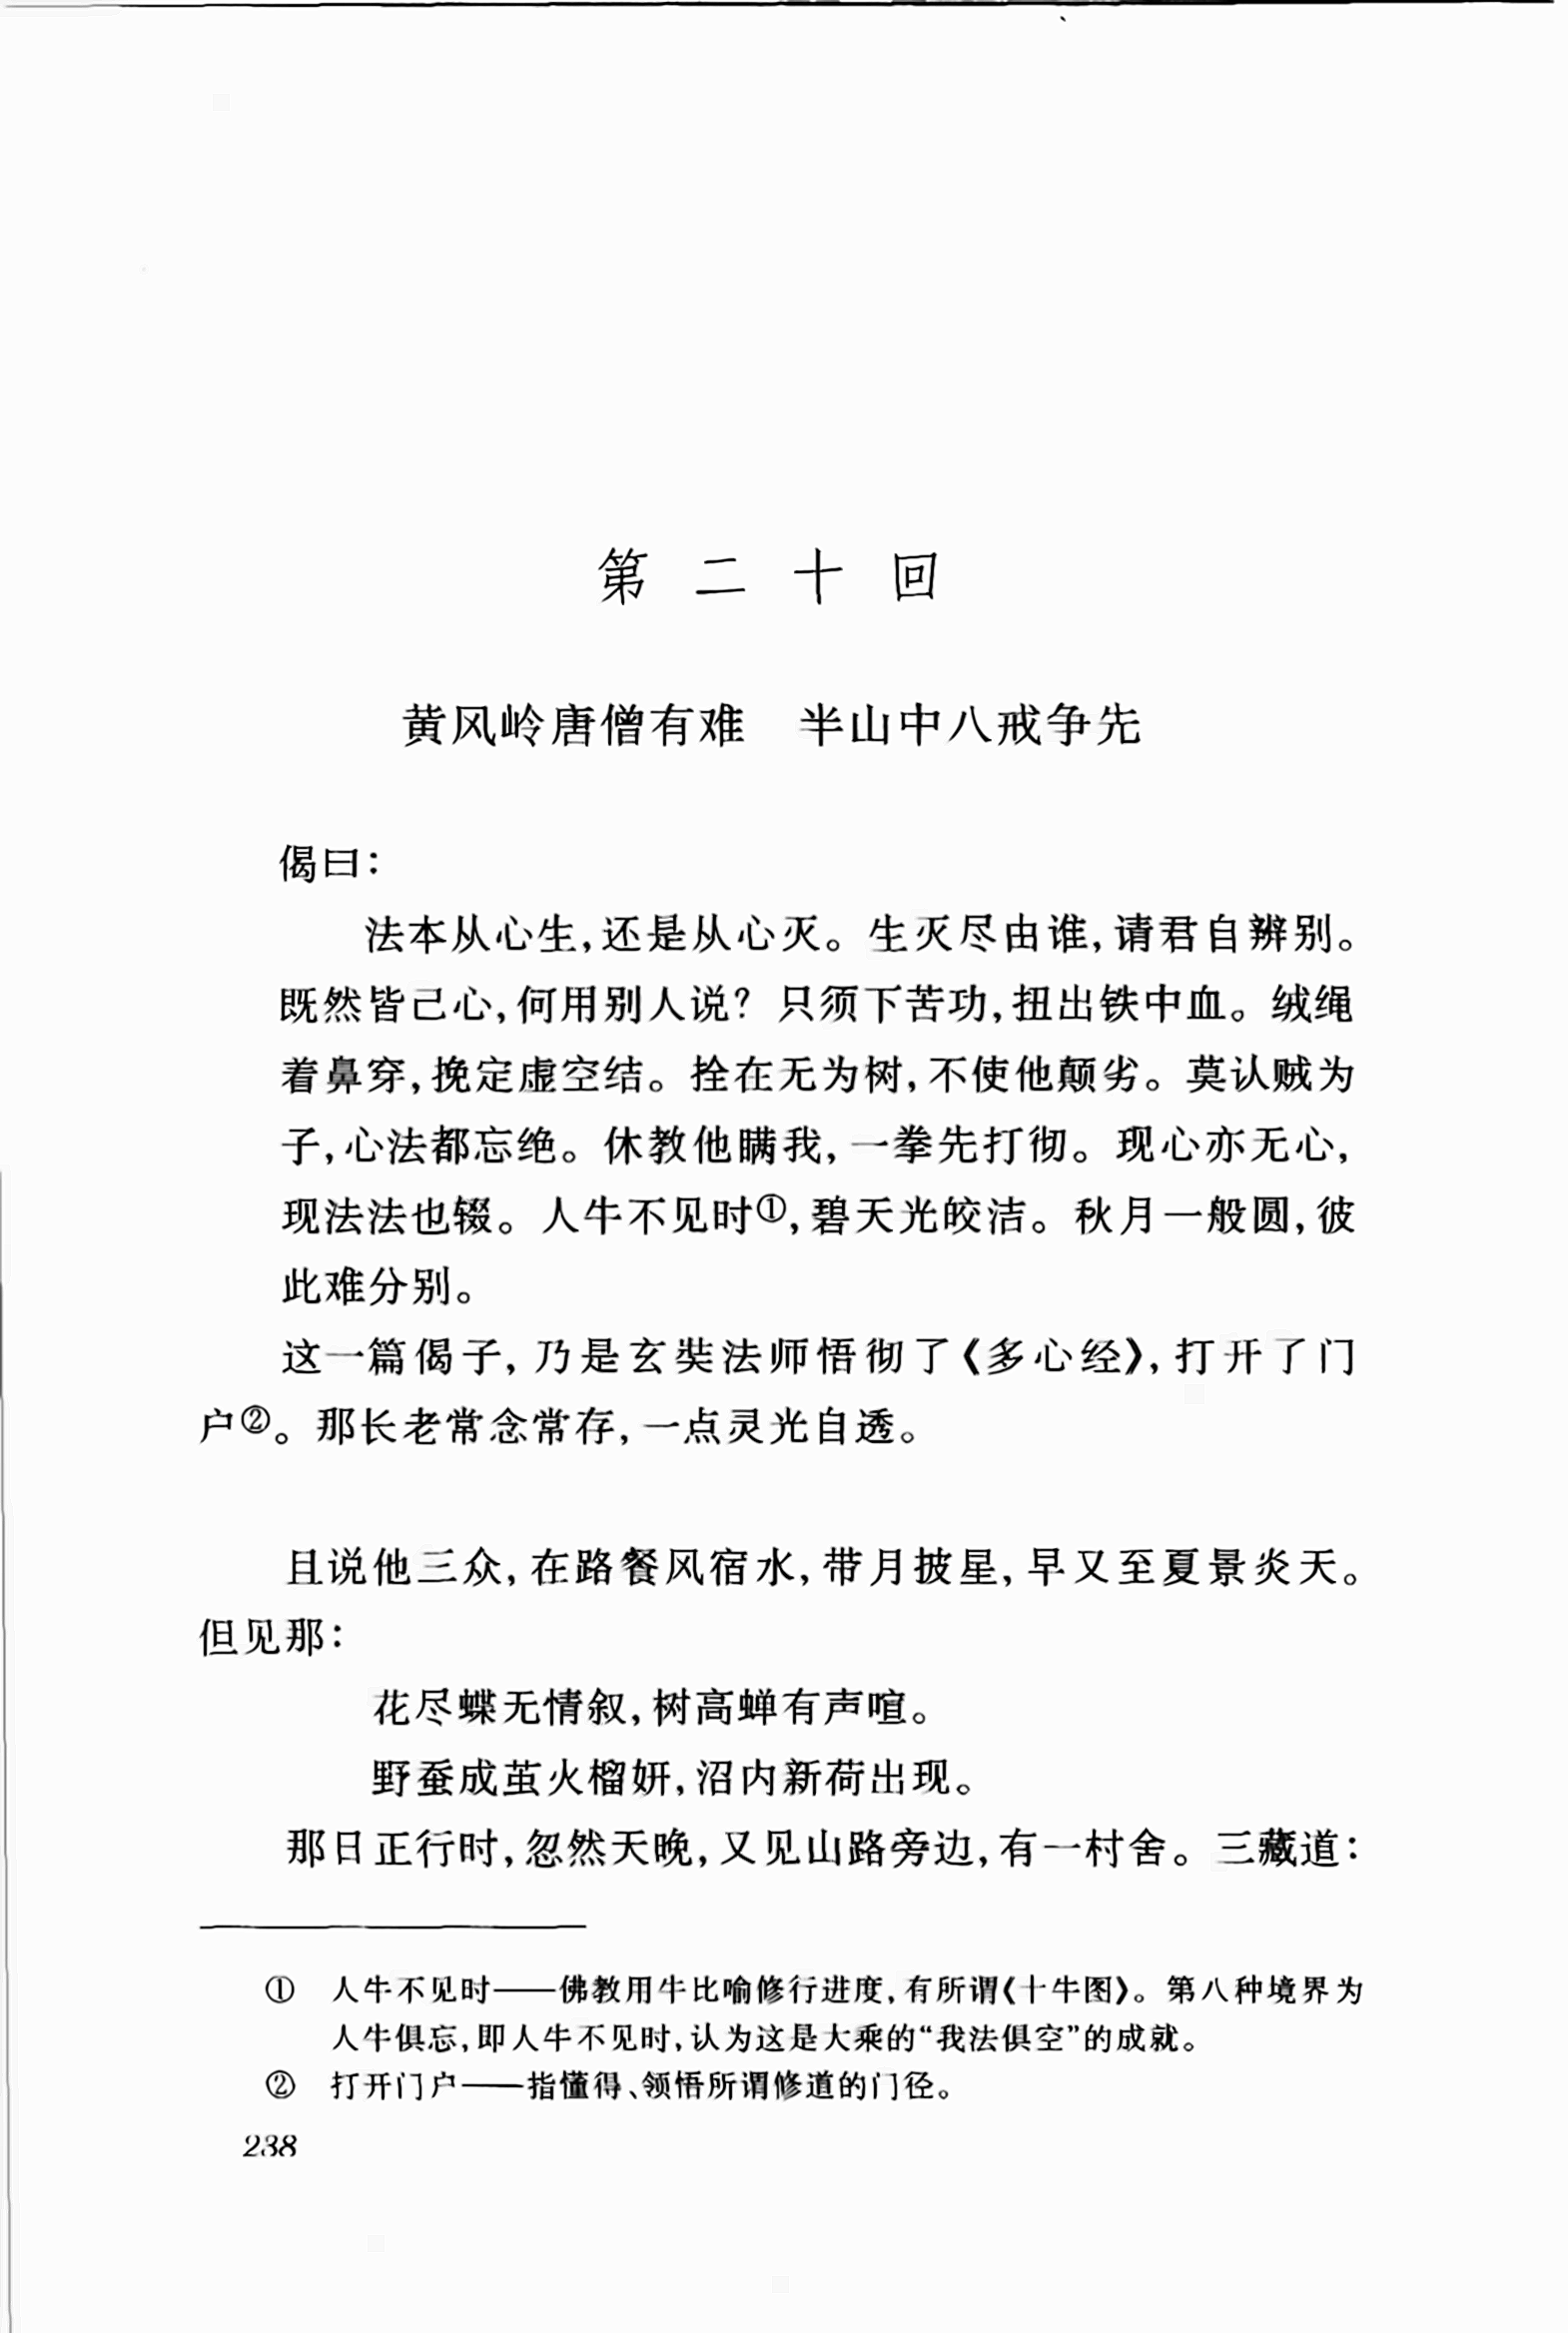 第二十回
黄风岭唐僧有难　半山中八戒争先
偈曰：
法本从心生，还是从心灭。生灭尽由谁，请君自辨别。
既然皆己心，何用别人说？只须下苦功，扭出铁中血。绒绳
着鼻穿，挽定虚空结。拴在无为树，不使他颠劣。莫认贼为
子，心法都忘绝。休教他瞒我，一拳先打彻。现心亦无心，
现法法也辍。人牛不见时①，碧天光皎洁。秋月一般圆，彼
此难分别。
这一篇偈子，乃是玄奘法师悟彻了《多心经》，打开了门
户②。那长老常念常存，一点灵光自透。
且说他三众，在路餐风宿水，带月披星，早又至夏景炎天。
但见那：
花尽蝶无情叙，树高蝉有声喧。
野蚕成茧火榴妍，沼内新荷出现。
那日正行时，忽然天晚，又见山路旁边，有一村舍。三藏道：
①　人牛不见时——佛教用牛比喻修行进度，有所谓《十牛图》。第八种境界为
人牛俱忘，即人牛不见时，认为这是大乘的“我法俱空”的成就。
②　打开门户——指懂得、领悟所谓修道的门径。
238